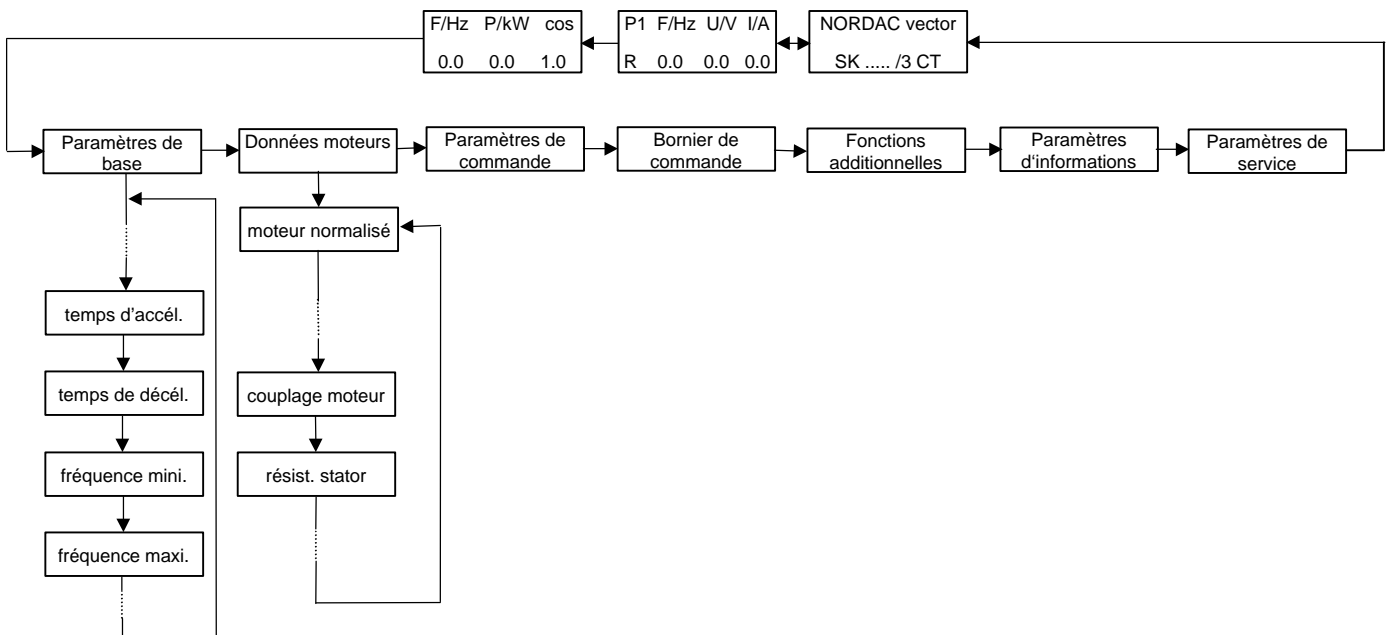 F/Hz P/kW cos
0.0 0.0 1.0
P1 F/Hz U/V I/A
R 0.0 0.0 0.0
NORDAC vector
SK ..... /3 CT
Paramètres de
base
Données moteurs
Paramètres de
commande
Bornier de
commande
Fonctions
additionnelles
Paramètres
d‘informations
Paramètres de
service
moteur normalisé
temps d'accél.
temps de décél.
couplage moteur
fréquence mini.
résist. stator
fréquence maxi.